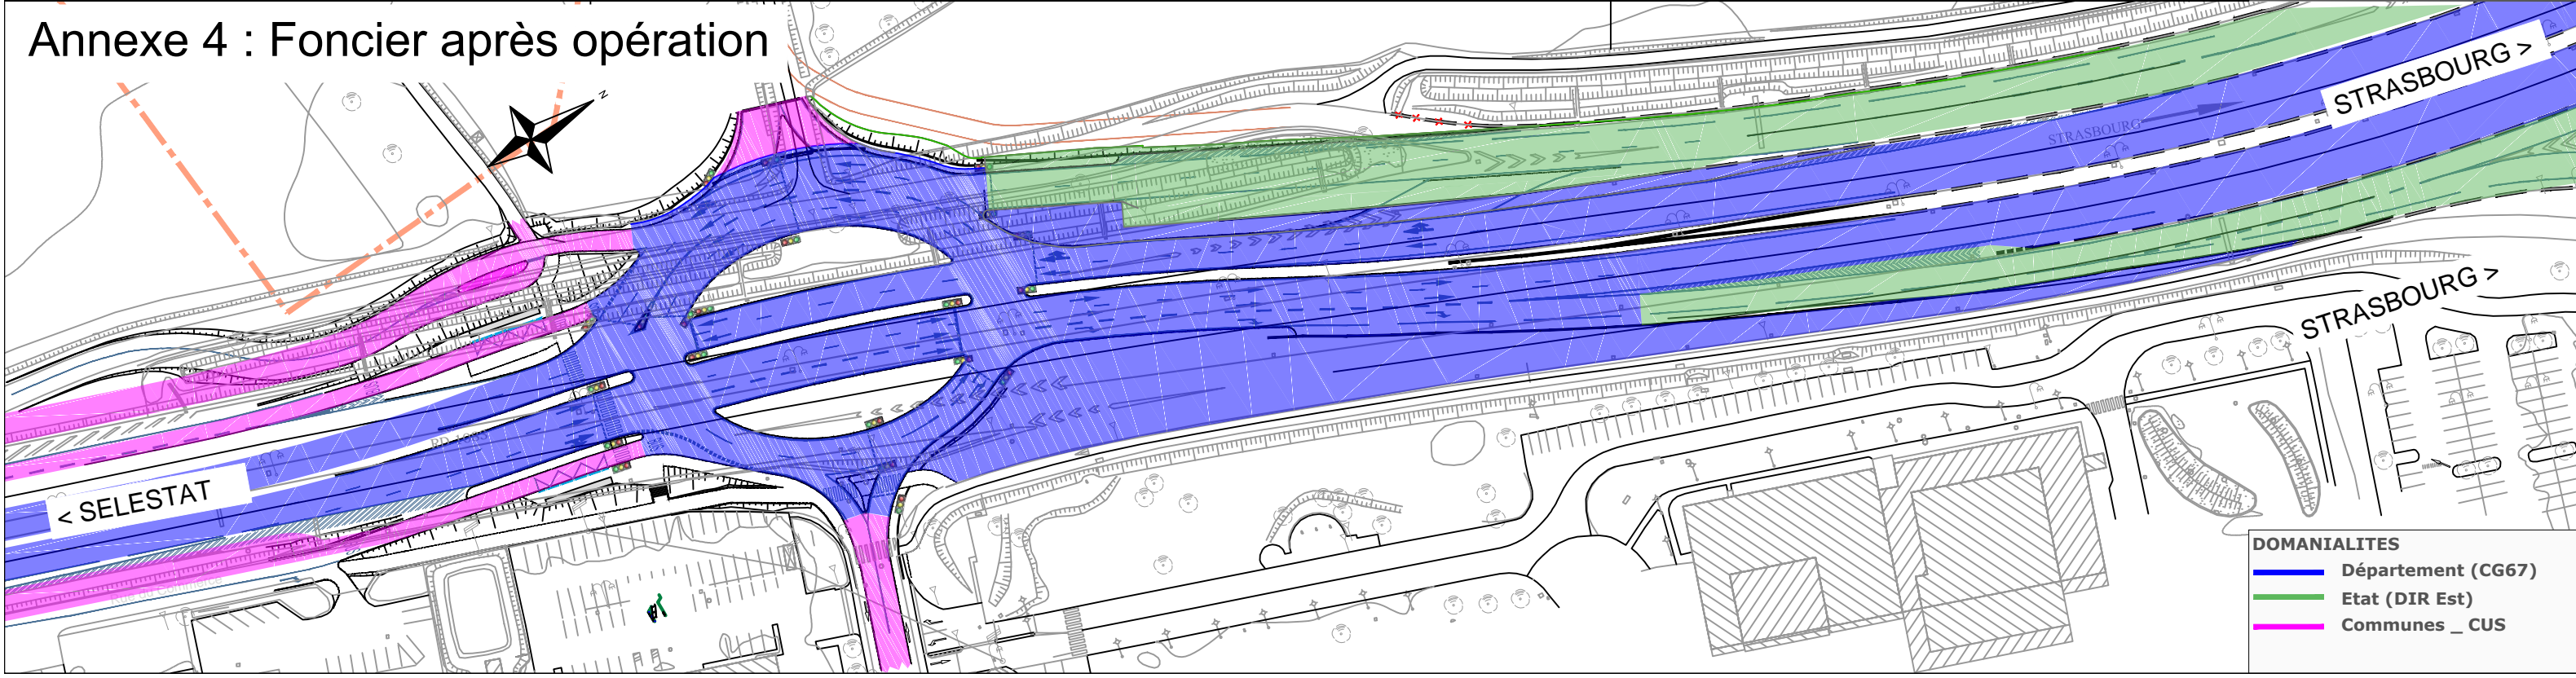 Annexe 4 : Foncier après opération
N
STRASBOURG >
STRASBOURG
STRASBOURG >
< SELESTAT
DOMANIALITES
Département (CG67)
Etat (DIR Est)
Communes _ CUS